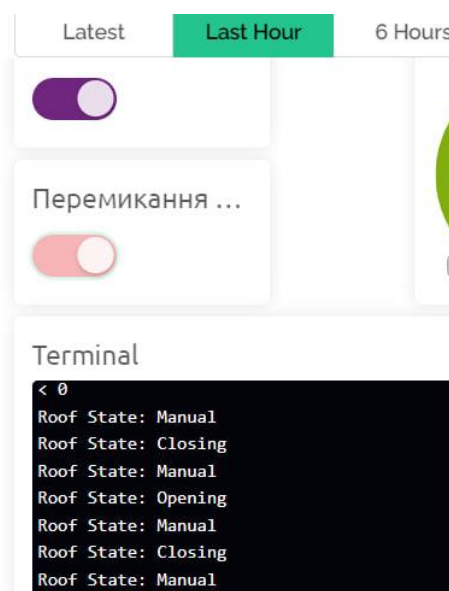 Latest Last Hour 6 Hours
Перемикання ...
Terminal
< 0
Roof State: Manual
Roof State: Closing
Roof State: Manual
Roof State: Opening
Roof State: Manual
Roof State: Closing
Roof State: Manual